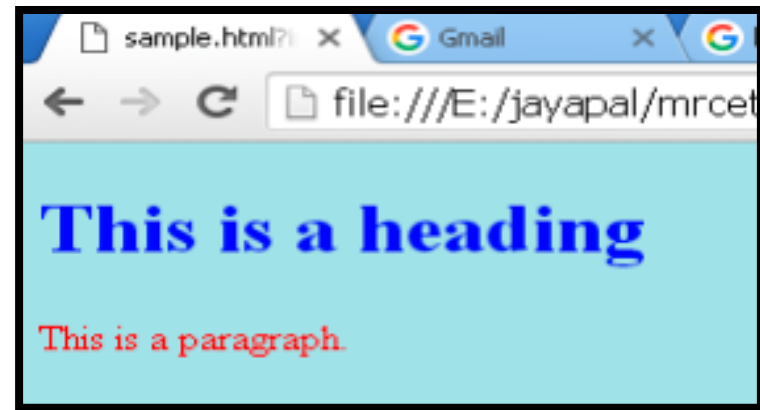 sample.html? Gmail
file:///E:/jayapal/mrcet
This is a heading
This is a paragraph.